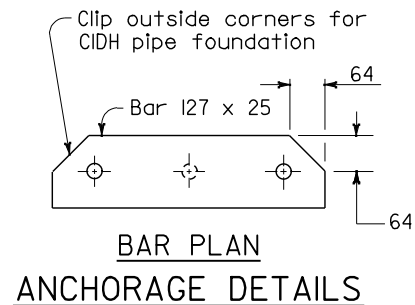 Clip outside corners for
CIDH pipe foundation
64
Bar 127 x 25
64
BAR PLAN
ANCHORAGE DETAILS